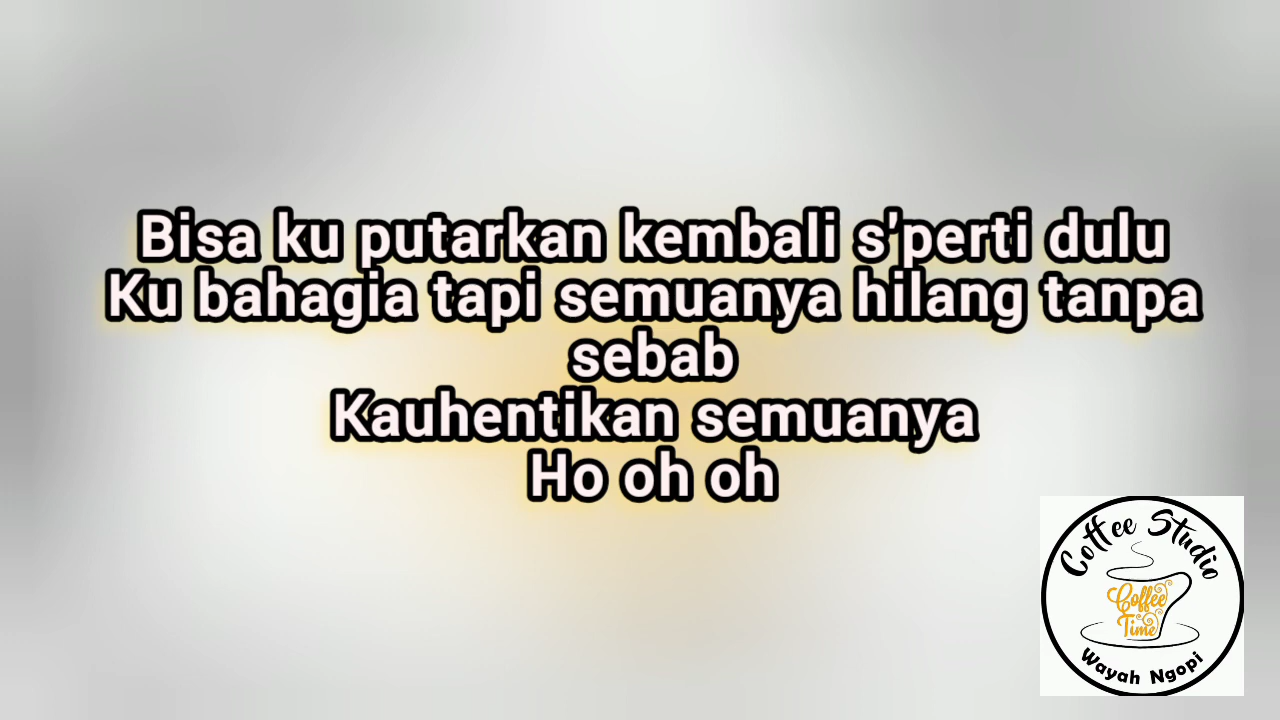 Bisa ku putarkan kembali s'perti dulu
Ku bahagia tapi semuanya hilang tanpa
sebab
Kauhentikan semuanya
Ho oh oh
Coffee Studio
Coffee
Time
Wayah Ngopi